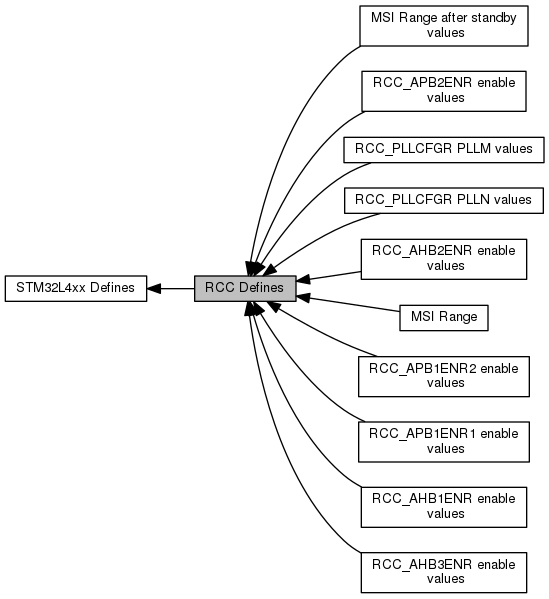 MSI Range after standby
values
RCC_APB2ENR enable
values
RCC_PLLCFGR PLLM values
RCC_PLLCFGR PLLN values
RCC_AHB2ENR enable
values
STM32L4xx Defines
RCC Defines
MSI Range
RCC_APB1ENR2 enable
values
RCC_APB1ENR1 enable
values
RCC_AHB1ENR enable
values
RCC_AHB3ENR enable
values